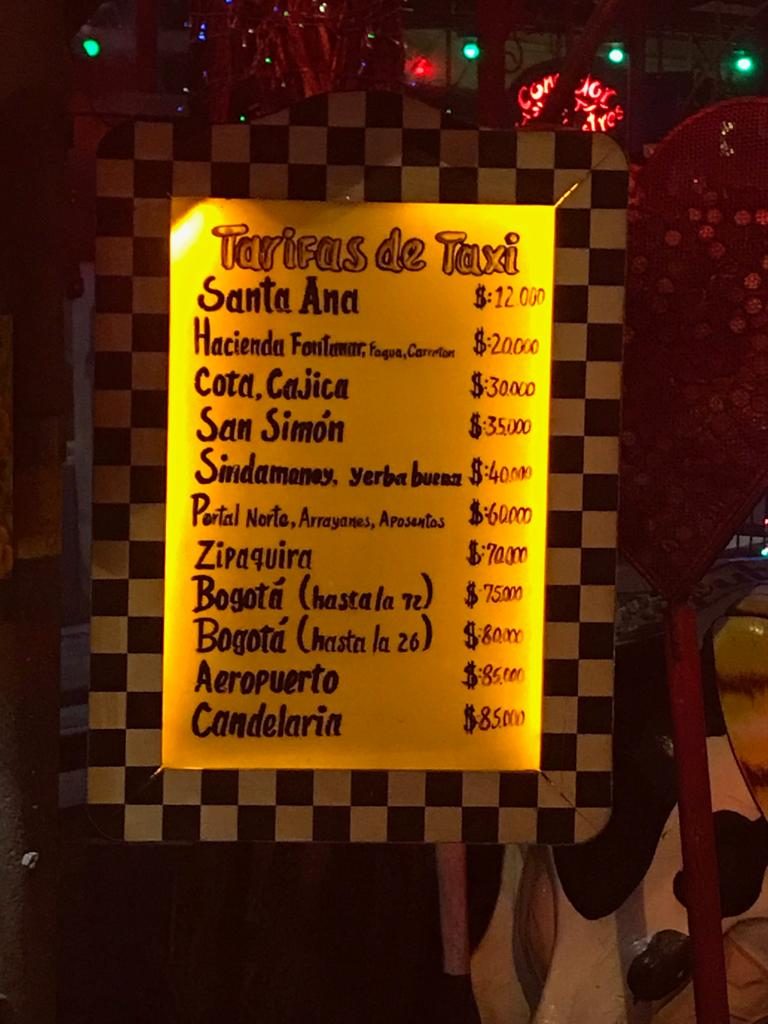 Tarifas de Taxi
Santa Ana $:12.000
Hacienda Fontanar, Fagua, Carreton $:20.000
Cota, Cajica $:30.000
San Simón $:35.000
Sindamanoy, yerbabuena $:40.000
Portal Norte, Arrayanes, Aposentos $:60.000
Zipaquira $:70.000
Bogotá (hasta la 72) $:75.000
Bogotá (hasta la 26) $:80.000
Aeropuerto $:85.000
Candelaria $:85.000